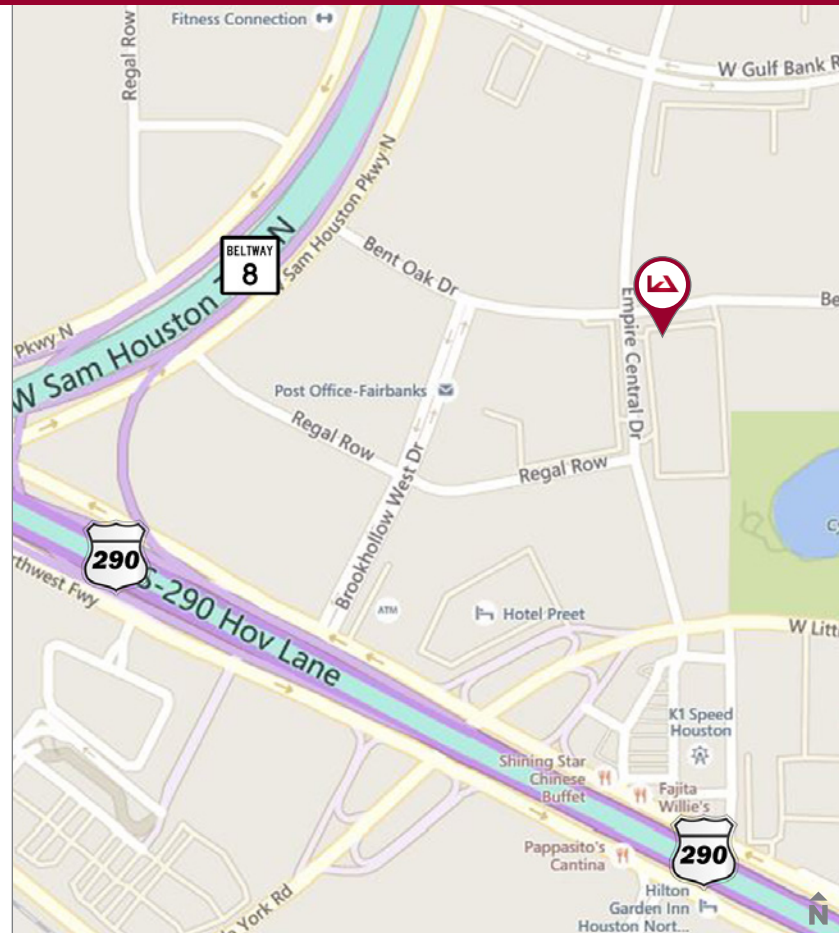 Fitness Connection
Regal Row
W Gulf Bank R
W Sam Houston Pkwy N
BELTWAY
8
Bent Oak Dr
Empire Central Dr
Be
Pkwy N
W Sam Houston
N
Post Office-Fairbanks
Regal Row
Regal Row
Brookhollow West Dr
290
rthwest Fwy
S-290 Hov Lane
ATM
Hotel Preet
W Littl
K1 Speed
Houston
Shining Star
Chinese
Buffet
Fajita
Willie's
Pappasito's
Cantina
290
Hilton
Garden Inn
Houston Nort...
York Rd
N